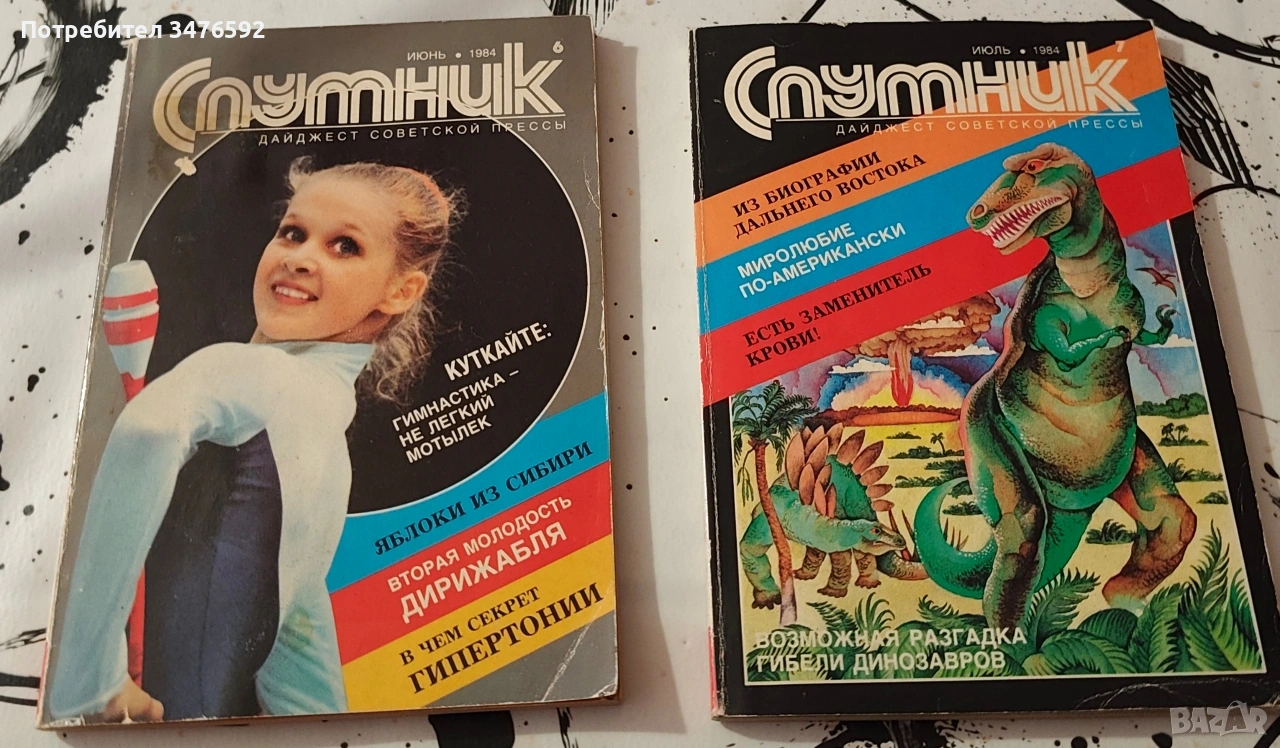 Потребител 3476592
ИЮНЬ • 1984
6
Спутник
ДАЙДЖЕСТ СОВЕТСКОЙ ПРЕССЫ
КУТКАЙТЕ:
ГИМНАСТИКА –
НЕ ЛЕГКИЙ
МОТЫЛЕК
ЯБЛОКИ ИЗ СИБИРИ
ВТОРАЯ МОЛОДОСТЬ
ДИРИЖАБЛЯ
В ЧЕМ СЕКРЕТ
ГИПЕРТОНИИ
ИЮЛЬ • 1984
7
Спутник
ДАЙДЖЕСТ СОВЕТСКОЙ ПРЕССЫ
ИЗ БИОГРАФИИ
ДАЛЬНЕГО ВОСТОКА
МИРОЛЮБИЕ
ПО-АМЕРИКАНСКИ
ЕСТЬ ЗАМЕНИТЕЛЬ
КРОВИ!
ВОЗМОЖНАЯ РАЗГАДКА
ГИБЕЛИ ДИНОЗАВРОВ
BAZAR